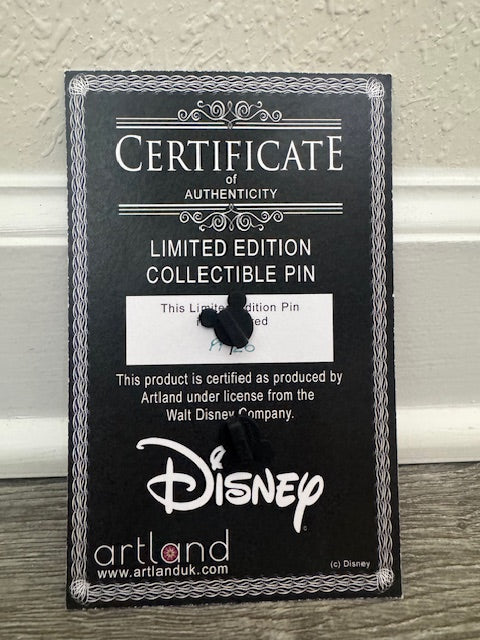 CERTIFICATE
of
AUTHENTICITY
LIMITED EDITION
COLLECTIBLE PIN
This Limited Edition Pin
This product is certified as produced by
Artland under license from the
Walt Disney Company.
Disney
artland
www.artlanduk.com
(c) Disney